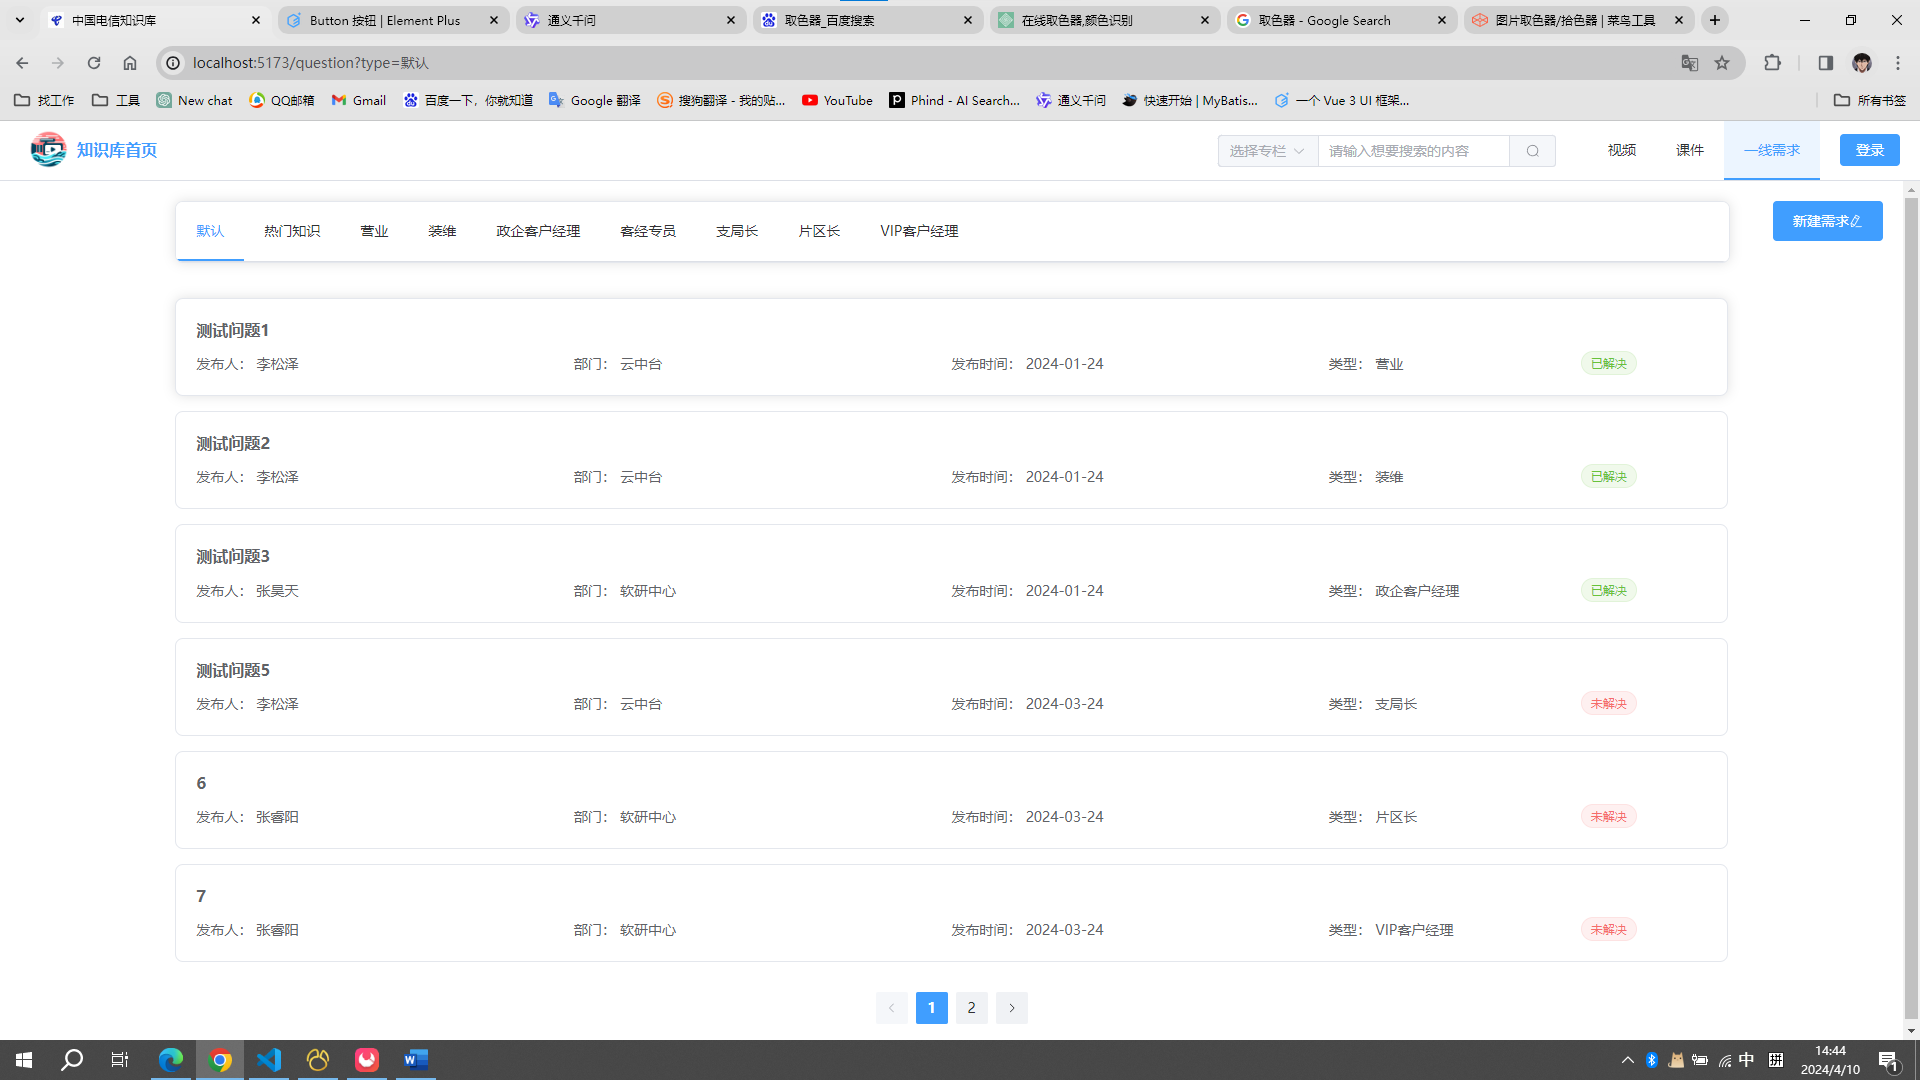 中国电信知识库
Button 按钮 | Element Plus
通义千问
取色器_百度搜索
在线取色器,颜色识别
取色器 - Google Search
图片取色器/拾色器 | 菜鸟工具
localhost:5173/question?type=默认
找工作
工具
New chat
QQ邮箱
Gmail
百度一下，你就知道
Google 翻译
搜狗翻译 - 我的贴...
YouTube
Phind - AI Search...
通义千问
快速开始 | MyBatis...
一个 Vue 3 UI 框架...
所有书签
知识库首页
选择专栏
请输入想要搜索的内容
视频
课件
一线需求
登录
默认
热门知识
营业
装维
政企客户经理
客经专员
支局长
片区长
VIP客户经理
新建需求
测试问题1
发布人： 李松泽 部门： 云中台 发布时间： 2024-01-24 类型： 营业 已解决
测试问题2
发布人： 李松泽 部门： 云中台 发布时间： 2024-01-24 类型： 装维 已解决
测试问题3
发布人： 张昊天 部门： 软研中心 发布时间： 2024-01-24 类型： 政企客户经理 已解决
测试问题5
发布人： 李松泽 部门： 云中台 发布时间： 2024-03-24 类型： 支局长 未解决
6
发布人： 张睿阳 部门： 软研中心 发布时间： 2024-03-24 类型： 片区长 未解决
7
发布人： 张睿阳 部门： 软研中心 发布时间： 2024-03-24 类型： VIP客户经理 未解决
1
2
中
拼
14:44
2024/4/10
1